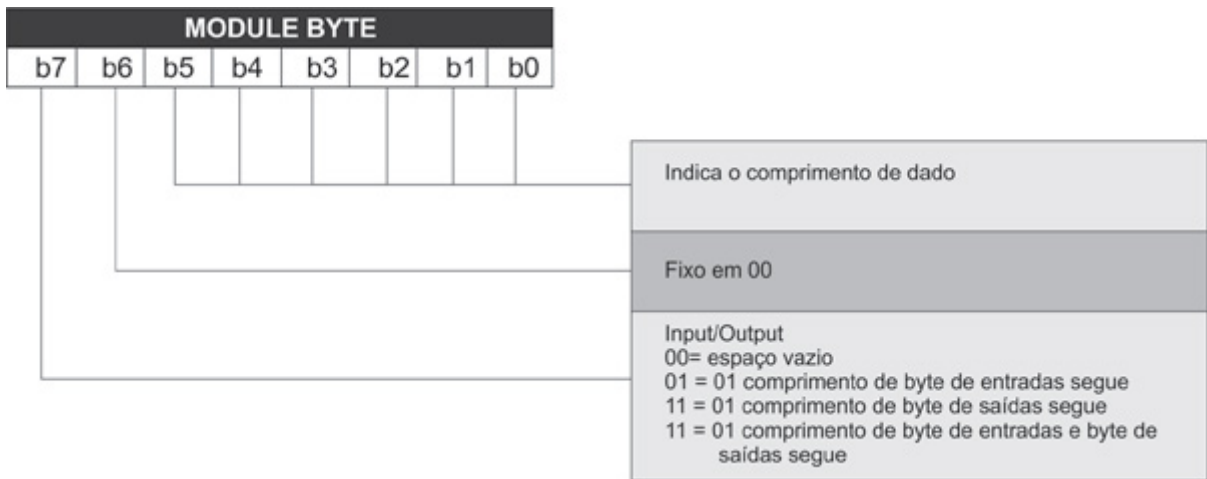 MODULE BYTE
b7 b6 b5 b4 b3 b2 b1 b0
Indica o comprimento de dado
Fixo em 00
Input/Output
00= espaço vazio
01 = 01 comprimento de byte de entradas segue
11 = 01 comprimento de byte de saídas segue
11 = 01 comprimento de byte de entradas e byte de
saídas segue